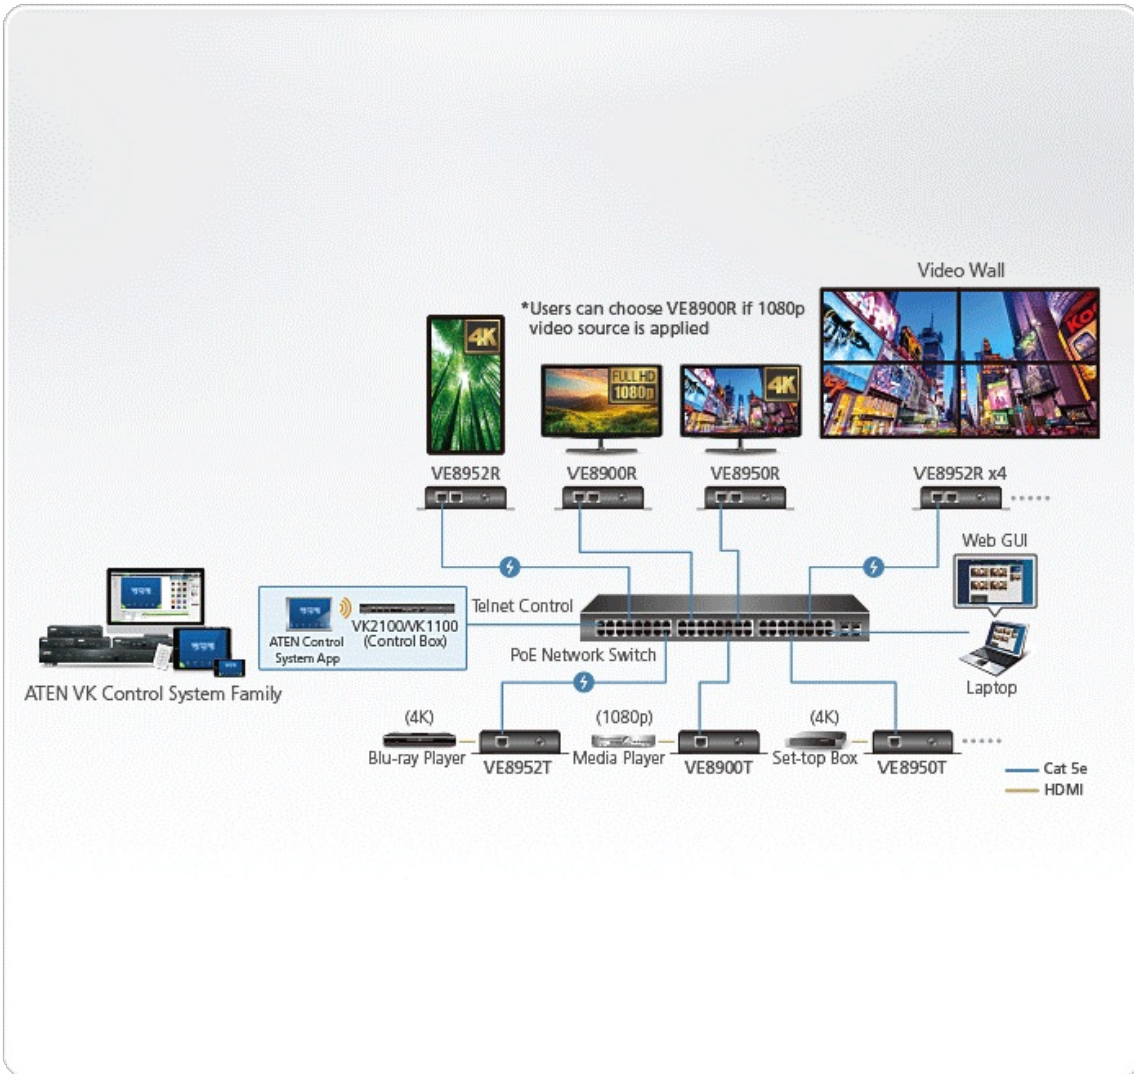 Video Wall
*Users can choose VE8900R if 1080p
video source is applied
4K
FULL HD
1080p
4K
VE8952R
VE8900R
VE8950R
VE8952R x4
Web GUI
Telnet Control
VK2100/VK1100
(Control Box)
ATEN Control
System App
PoE Network Switch
Laptop
ATEN VK Control System Family
(4K)
(1080p)
(4K)
Blu-ray Player
VE8952T
Media Player
VE8900T
Set-top Box
VE8950T
Cat 5e
HDMI